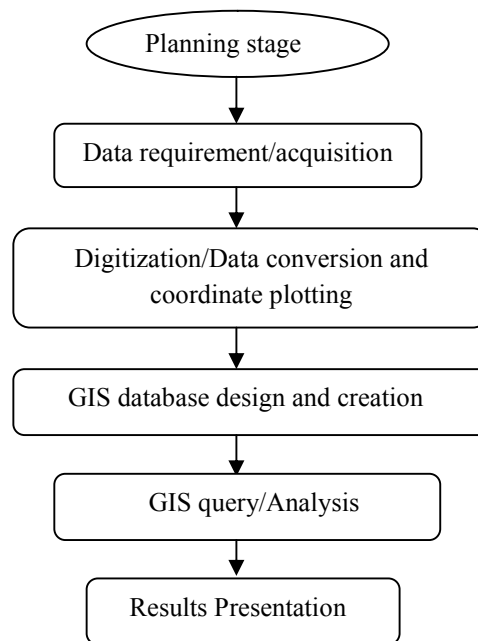 Planning stage
Data requirement/acquisition
Digitization/Data conversion and
coordinate plotting
GIS database design and creation
GIS query/Analysis
Results Presentation